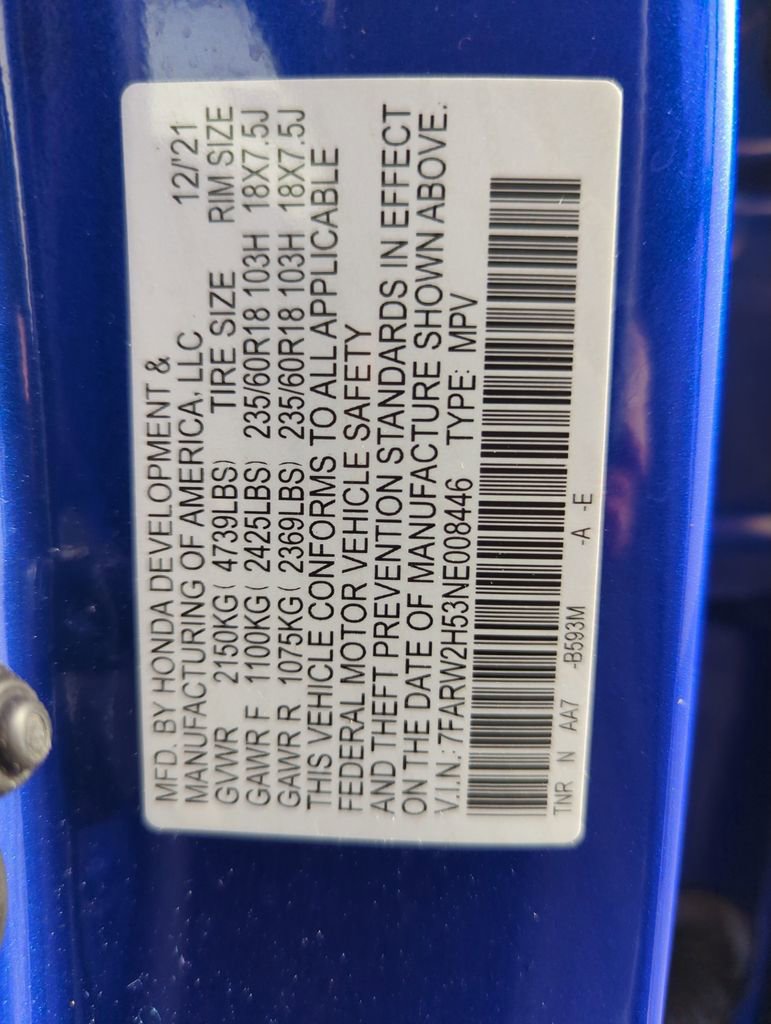 MFD. BY HONDA DEVELOPMENT &
MANUFACTURING OF AMERICA, LLC 12/'21
GVWR 2150KG( 4739LBS) TIRE SIZE RIM SIZE
GAWR F 1100KG( 2425LBS) 235/60R18 103H 18X7.5J
GAWR R 1075KG( 2369LBS) 235/60R18 103H 18X7.5J
THIS VEHICLE CONFORMS TO ALL APPLICABLE
FEDERAL MOTOR VEHICLE SAFETY
AND THEFT PREVENTION STANDARDS IN EFFECT
ON THE DATE OF MANUFACTURE SHOWN ABOVE.
V.I.N.: 7FARW2H53NE008446 TYPE: MPV
TNR N AA7 -B593M -A -E